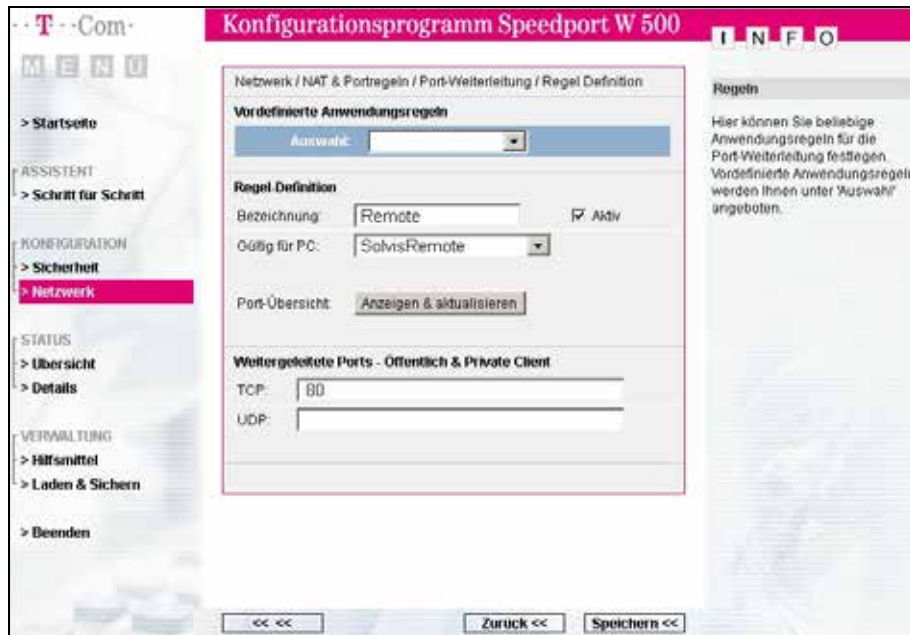 · · T · · Com ·
Konfigurationsprogramm Speedport W 500
INFO
MENU
> Startseite
ASSISTENT
> Schritt für Schritt
KONFIGURATION
> Sicherheit
> Netzwerk
STATUS
> Übersicht
> Details
VERWALTUNG
> Hilfsmittel
> Laden & Sichern
> Beenden
Netzwerk / NAT & Portregeln / Port-Weiterleitung / Regel Definition
Vordefinierte Anwendungsregeln
Auswahl:
Regel Definition
Bezeichnung: Remote Aktiv
Gültig für PC: SolvisRemote
Port-Übersicht: Anzeigen & aktualisieren
Weitergeleitete Ports - Öffentlich & Private Client
TCP: 80
UDP:
<< <<
Zurück <<
Speichern <<
Regeln
Hier können Sie beliebige
Anwendungsregeln für die
Port-Weiterleitung festlegen.
Vordefinierte Anwendungsregeln
werden Ihnen unter 'Auswahl'
angeboten.